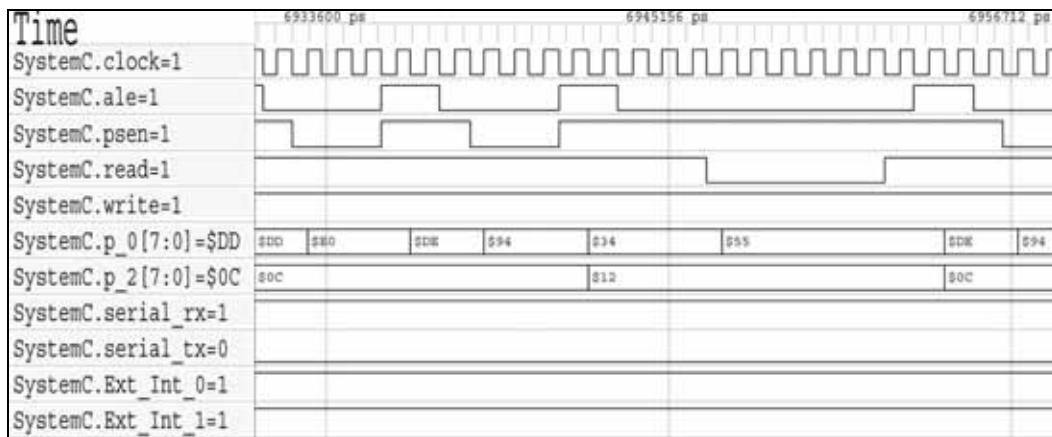 Time 6933600 ps 6945156 ps 6956712 ps
SystemC.clock=1
SystemC.ale=1
SystemC.psen=1
SystemC.read=1
SystemC.write=1
SystemC.p_0[7:0]=$DD $DD $E0 $DE $94 $34 $55 $DE $94
SystemC.p_2[7:0]=$0C $0C $12 $0C
SystemC.serial_rx=1
SystemC.serial_tx=0
SystemC.Ext_Int_0=1
SystemC.Ext_Int_1=1